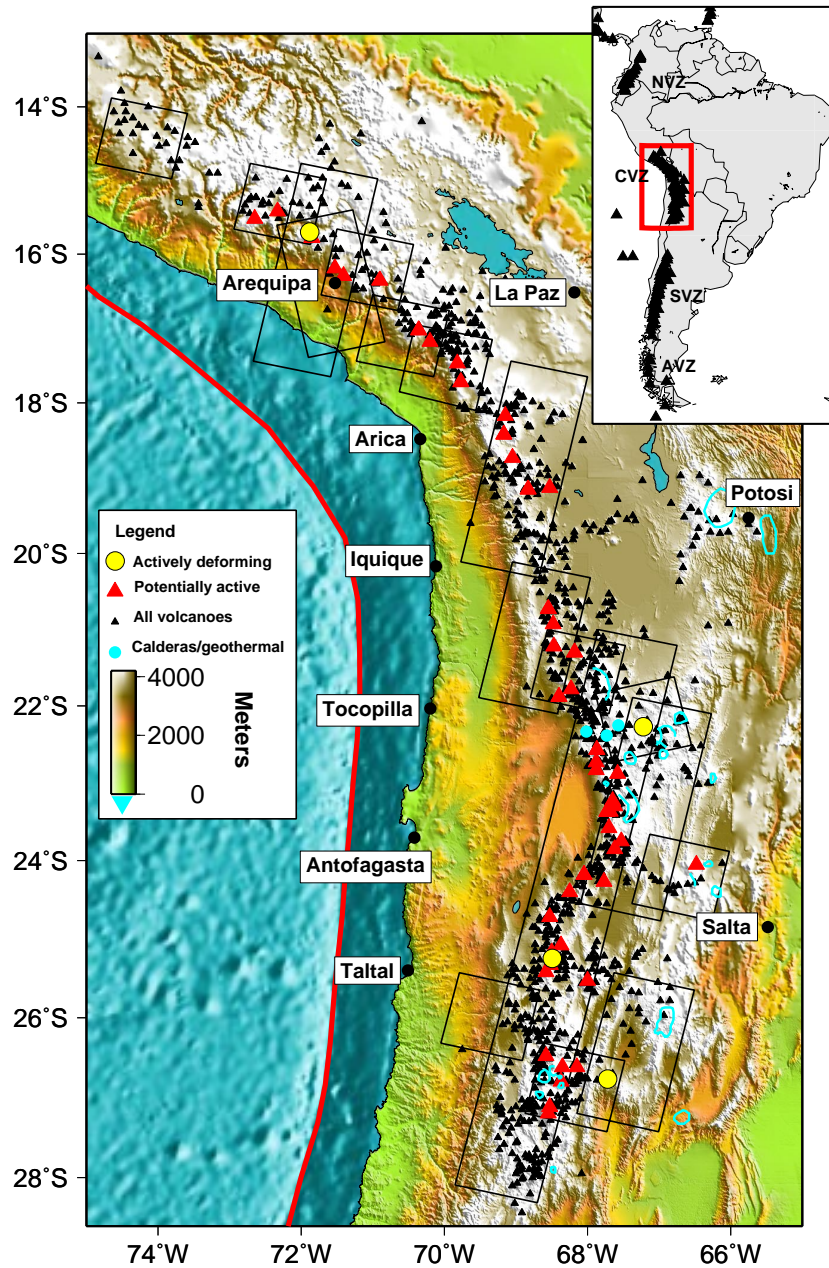 14°S
16°S
18°S
20°S
22°S
24°S
26°S
28°S
74°W
72°W
70°W
68°W
66°W
NVZ
CVZ
SVZ
AVZ
Arequipa
La Paz
Arica
Potosi
Iquique
Tocopilla
Antofagasta
Salta
Taltal
Legend
Actively deforming
Potentially active
All volcanoes
Calderas/geothermal
4000
2000
0
Meters